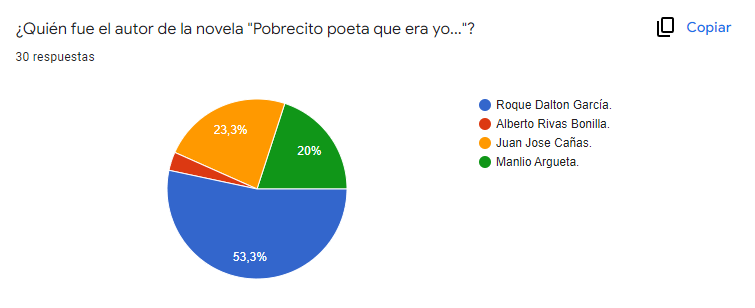 ¿Quién fue el autor de la novela "Pobrecito poeta que era yo..."?
Copiar
30 respuestas
Roque Dalton García.
Alberto Rivas Bonilla.
Juan Jose Cañas.
Manlio Argueta.
23,3%
20%
53,3%